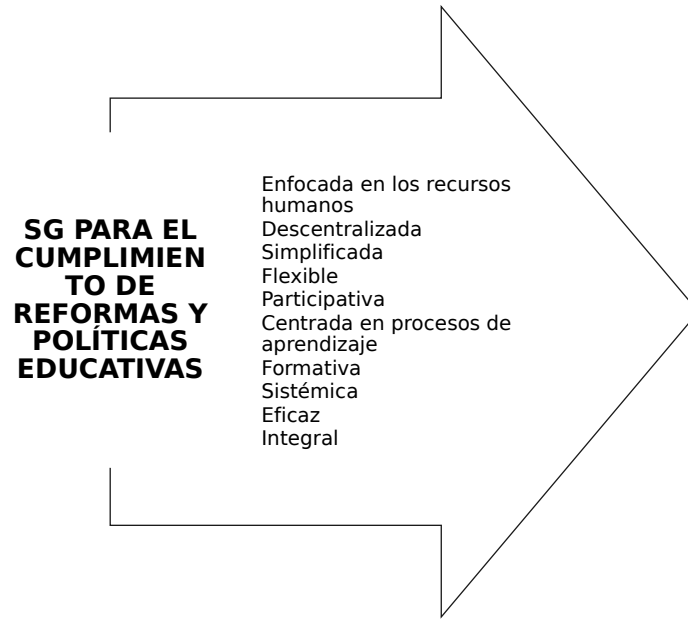 SG PARA EL
CUMPLIMIEN
TO DE
REFORMAS Y
POLÍTICAS
EDUCATIVAS
Enfocada en los recursos
humanos
Descentralizada
Simplificada
Flexible
Participativa
Centrada en procesos de
aprendizaje
Formativa
Sistémica
Eficaz
Integral